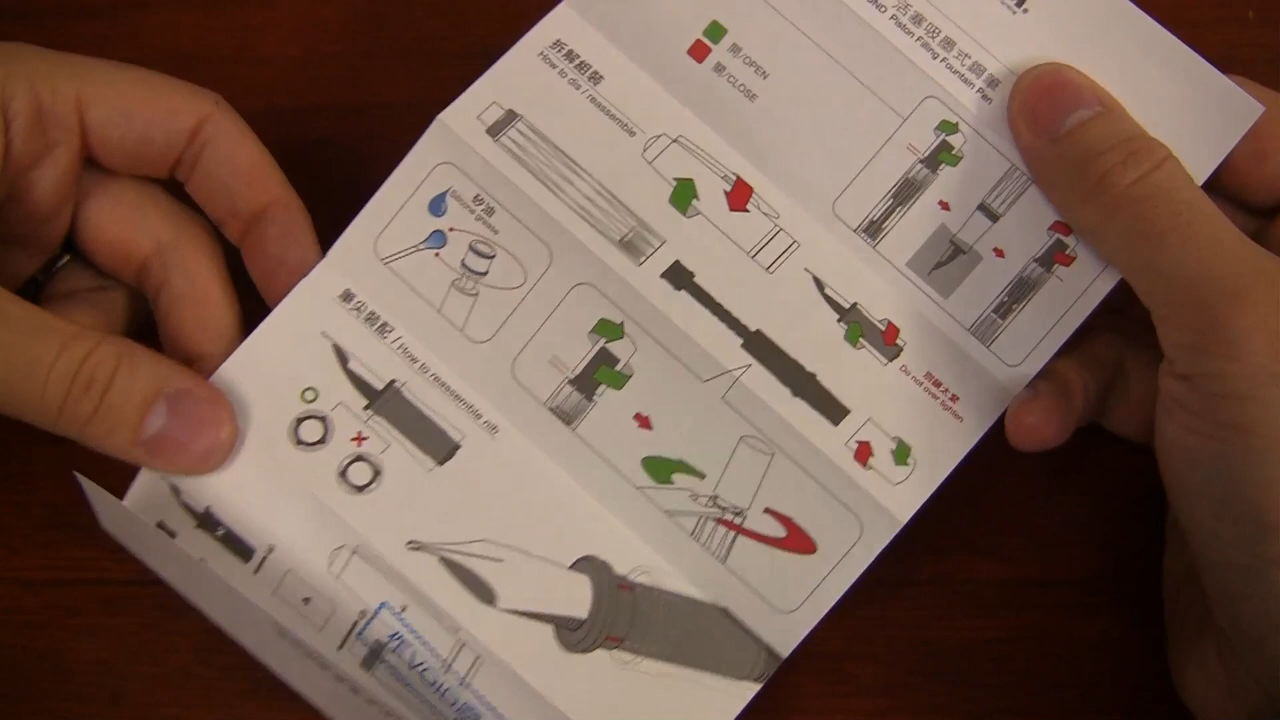 活塞吸墨式鋼筆
Piston Filling Fountain Pen
開/OPEN
關/CLOSE
拆解組裝
How to dis / reassemble
矽油
Silicone grease
別鎖太緊
Do not over tighten
筆尖裝配 / How to reassemble nib